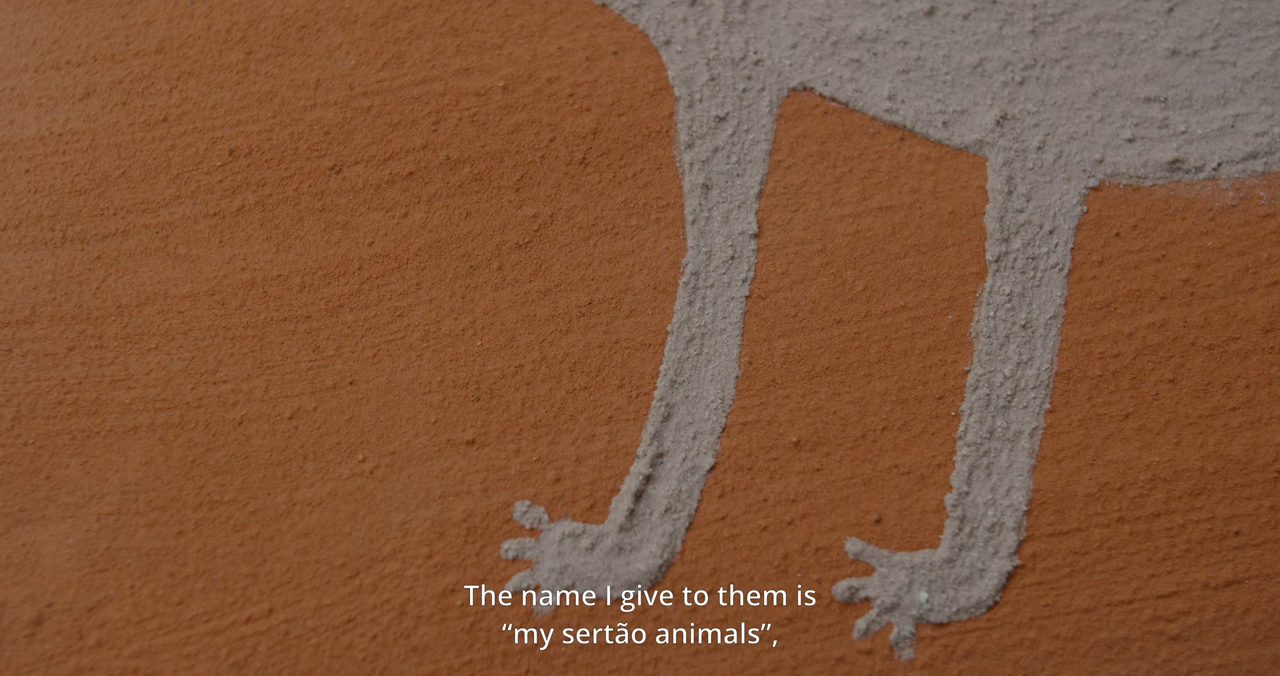 The name I give to them is
“my sertão animals”,